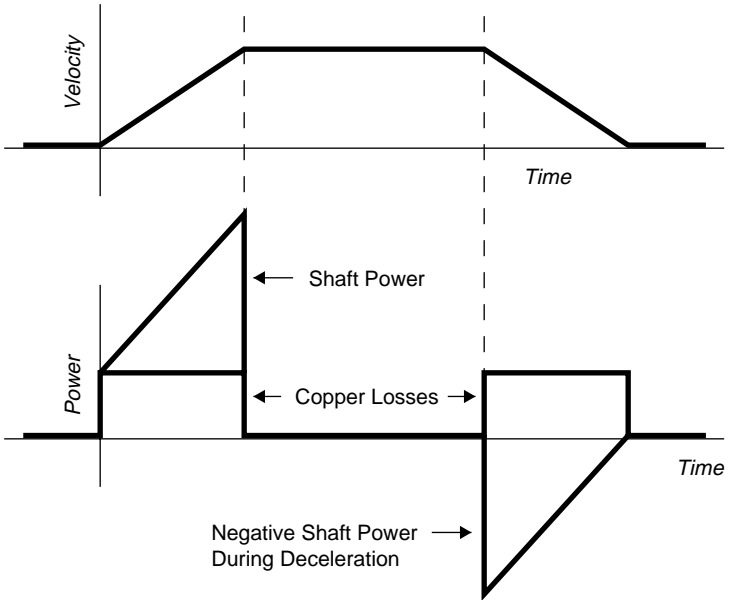 Velocity
Time
Shaft Power
Power
Copper Losses
Time
Negative Shaft Power
During Deceleration